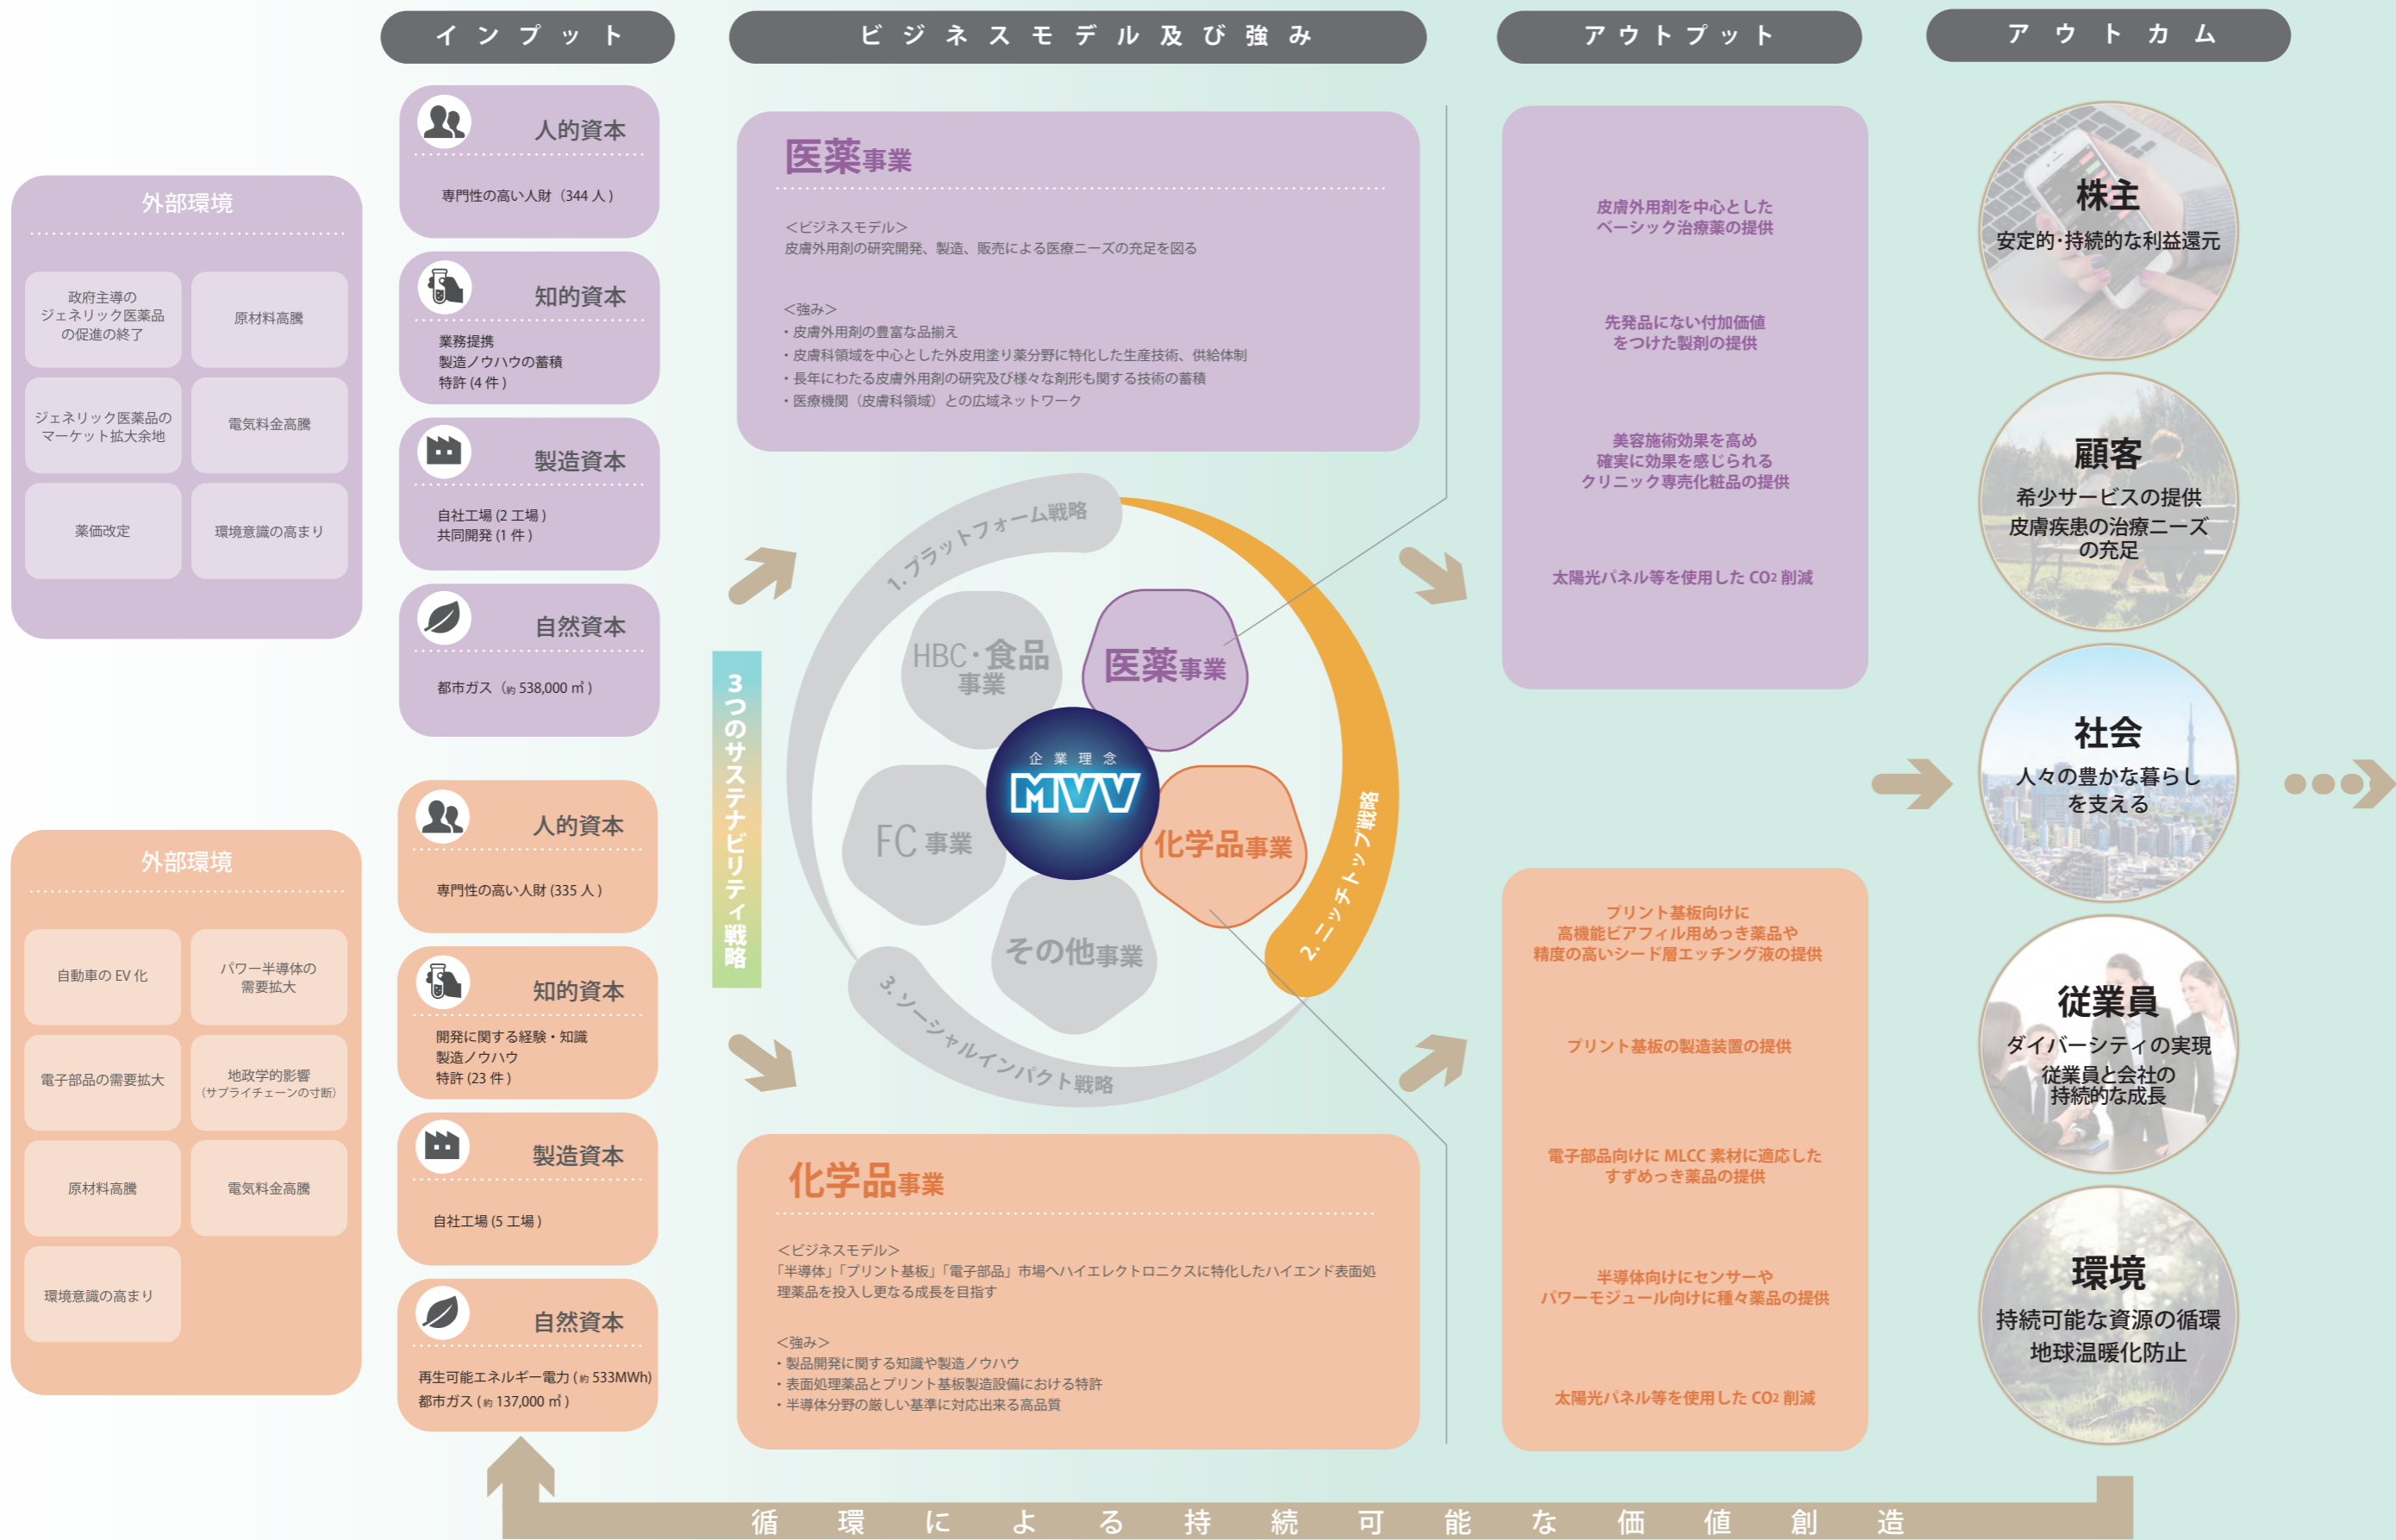 インプット
ビジネスモデル及び強み
アウトプット
アウトカム
外部環境
政府主導の
ジェネリック医薬品
の促進の終了
原材料高騰
ジェネリック医薬品の
マーケット拡大余地
電気料金高騰
薬価改定
環境意識の高まり
人的資本
専門性の高い人財（344 人 )
知的資本
業務提携
製造ノウハウの蓄積
特許 (4 件 )
製造資本
自社工場 (2 工場 )
共同開発 (1 件 )
自然資本
都市ガス（約 538,000 ㎥ )
医薬事業
＜ビジネスモデル＞
皮膚外用剤の研究開発、製造、販売による医療ニーズの充足を図る
＜強み＞
・皮膚外用剤の豊富な品揃え
・皮膚科領域を中心とした外皮用塗り薬分野に特化した生産技術、供給体制
・長年にわたる皮膚外用剤の研究及び様々な剤形も関する技術の蓄積
・医療機関（皮膚科領域）との広域ネットワーク
皮膚外用剤を中心とした
ベーシック治療薬の提供
先発品にない付加価値
をつけた製剤の提供
美容施術効果を高め
確実に効果を感じられる
クリニック専売化粧品の提供
太陽光パネル等を使用した CO2 削減
3つのサステナビリティ戦略
1. プラットフォーム戦略
2. ニッチトップ戦略
3. ソーシャルインパクト戦略
HBC・食品
事業
医薬事業
企業理念
MVV
FC 事業
化学品事業
その他事業
外部環境
自動車の EV 化
パワー半導体の
需要拡大
電子部品の需要拡大
地政学的影響
（サプライチェーンの寸断）
原材料高騰
電気料金高騰
環境意識の高まり
人的資本
専門性の高い人財 (335 人 )
知的資本
開発に関する経験・知識
製造ノウハウ
特許 (23 件 )
製造資本
自社工場 (5 工場 )
自然資本
再生可能エネルギー電力 ( 約 533MWh)
都市ガス ( 約 137,000 ㎥ )
化学品事業
＜ビジネスモデル＞
「半導体」「プリント基板」「電子部品」市場へハイエレクトロニクスに特化したハイエンド表面処
理薬品を投入し更なる成長を目指す
＜強み＞
・製品開発に関する知識や製造ノウハウ
・表面処理薬品とプリント基板製造設備における特許
・半導体分野の厳しい基準に対応出来る高品質
プリント基板向けに
高機能ビアフィル用めっき薬品や
精度の高いシード層エッチング液の提供
プリント基板の製造装置の提供
電子部品向けに MLCC 素材に適応した
すずめっき薬品の提供
半導体向けにセンサーや
パワーモジュール向けに種々薬品の提供
太陽光パネル等を使用した CO2 削減
株主
安定的・持続的な利益還元
顧客
希少サービスの提供
皮膚疾患の治療ニーズ
の充足
社会
人々の豊かな暮らし
を支える
従業員
ダイバーシティの実現
従業員と会社の
持続的な成長
環境
持続可能な資源の循環
地球温暖化防止
循環による持続可能な価値創造